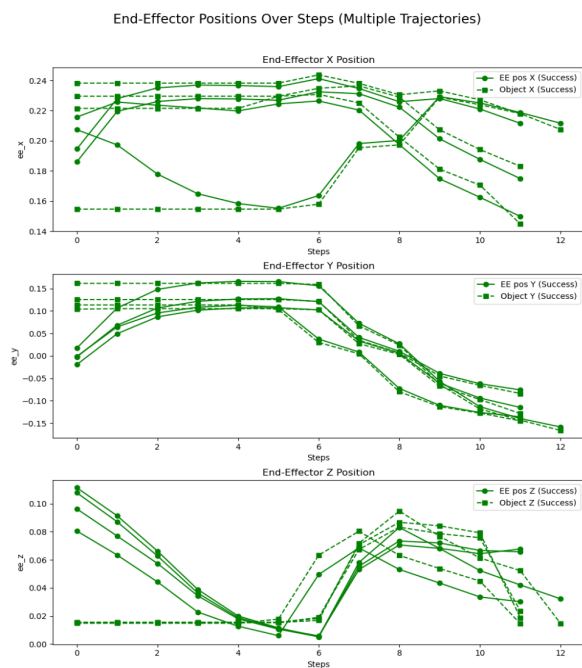 End-Effector Positions Over Steps (Multiple Trajectories)
End-Effector X Position
EE pos X (Success)
Object X (Success)
ee_x
0.24
0.22
0.20
0.18
0.16
0.14
0 2 4 6 8 10 12
Steps
End-Effector Y Position
EE pos Y (Success)
Object Y (Success)
ee_y
0.15
0.10
0.05
0.00
−0.05
−0.10
−0.15
0 2 4 6 8 10 12
Steps
End-Effector Z Position
EE pos Z (Success)
Object Z (Success)
ee_z
0.10
0.08
0.06
0.04
0.02
0.00
0 2 4 6 8 10 12
Steps